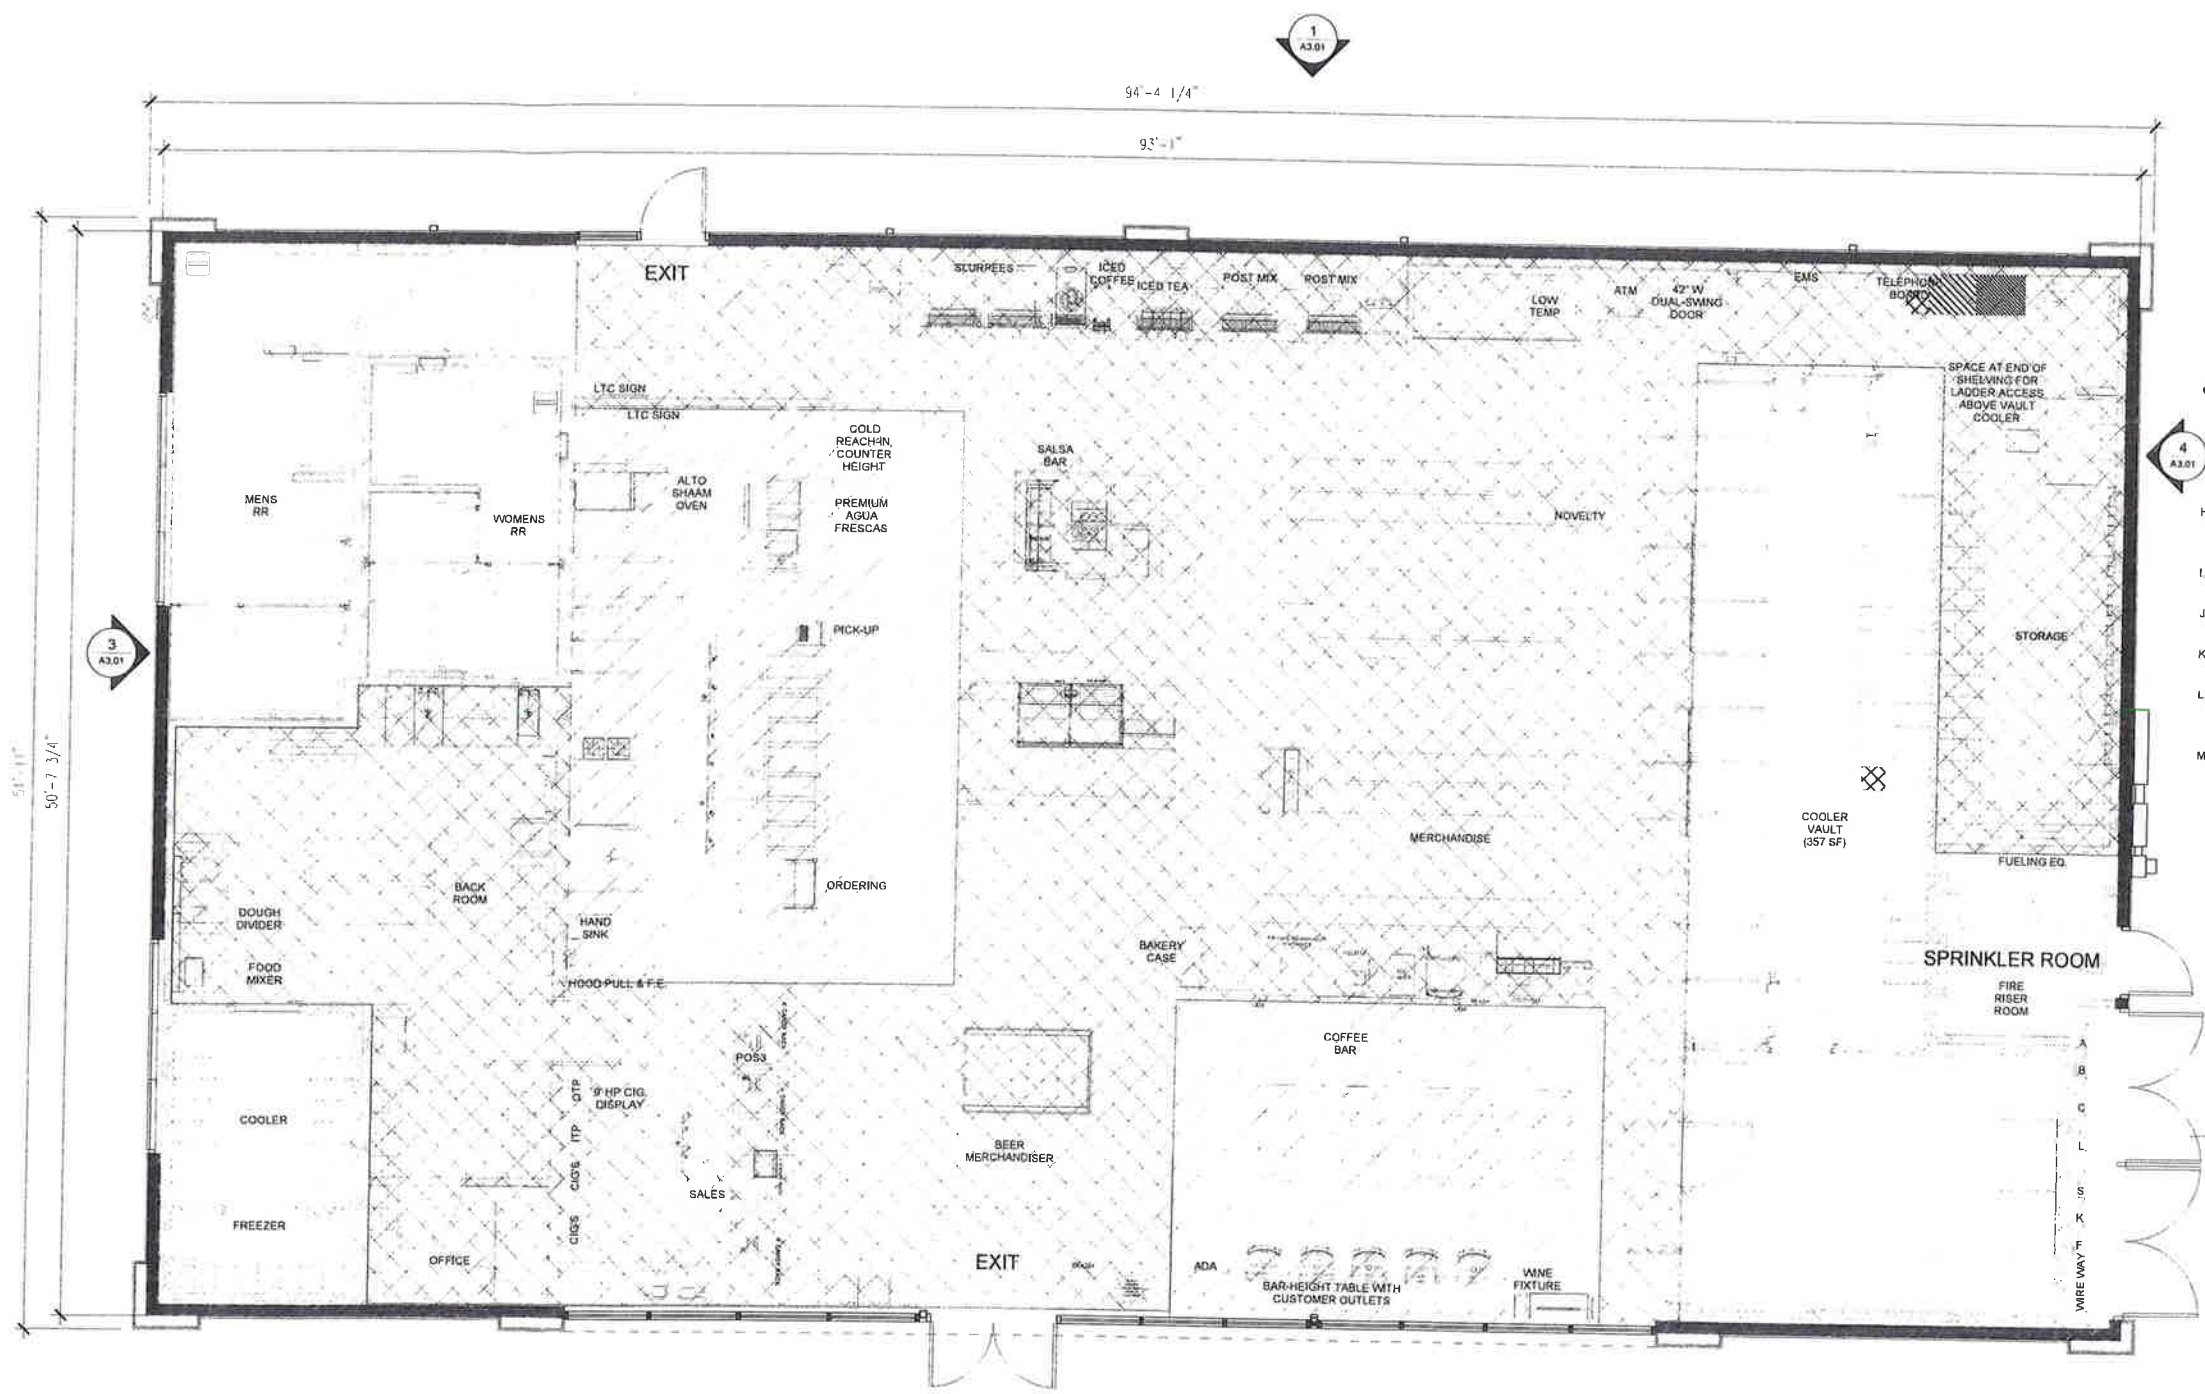 1
A3.01
94'-4 1/4"
93'-1"
EXIT
SLURPEES
ICED
COFFEE
ICED TEA
POST MIX
POST MIX
LOW
TEMP
ATM
42" W
DUAL-SWING
DOOR
EMS
TELEPHONE
BOARD
SPACE AT END OF
SHELVING FOR
LADDER ACCESS
ABOVE VAULT
COOLER
4
A3.01
LTC SIGN
LTC SIGN
COLD
REACH-IN,
COUNTER
HEIGHT
SALSA
BAR
ALTO
SHAAM
OVEN
PREMIUM
AGUA
FRESCAS
MENS
RR
WOMENS
RR
NOVELTY
H
J
K
L
M
PICK-UP
STORAGE
3
A3.01
50'-7 3/4"
COOLER
VAULT
(357 SF)
MERCHANDISE
FUELING EQ.
BACK
ROOM
ORDERING
DOUGH
DIVIDER
HAND
SINK
BAKERY
CASE
FOOD
MIXER
HOOD PULL & F.E.
SPRINKLER ROOM
FIRE
RISER
ROOM
COFFEE
BAR
POS3
9' HP CIG.
DISPLAY
OTP
ITP
CIG'S
CIG'S
COOLER
BEER
MERCHANDISER
SALES
FREEZER
OFFICE
EXIT
ADA
BAR-HEIGHT TABLE WITH
CUSTOMER OUTLETS
WINE
FIXTURE
A
B
C
L
S
K
F
WIREWAY